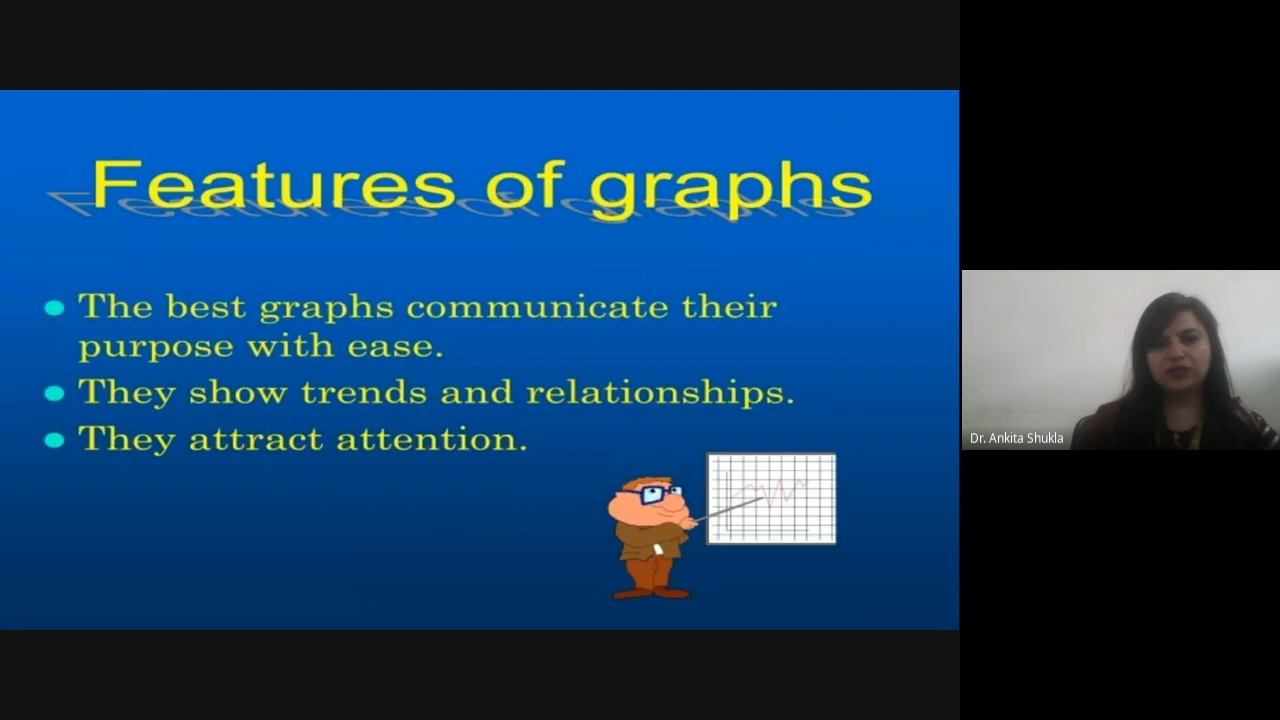 Features of graphs
The best graphs communicate their
purpose with ease.
They show trends and relationships.
They attract attention.
Dr. Ankita Shukla